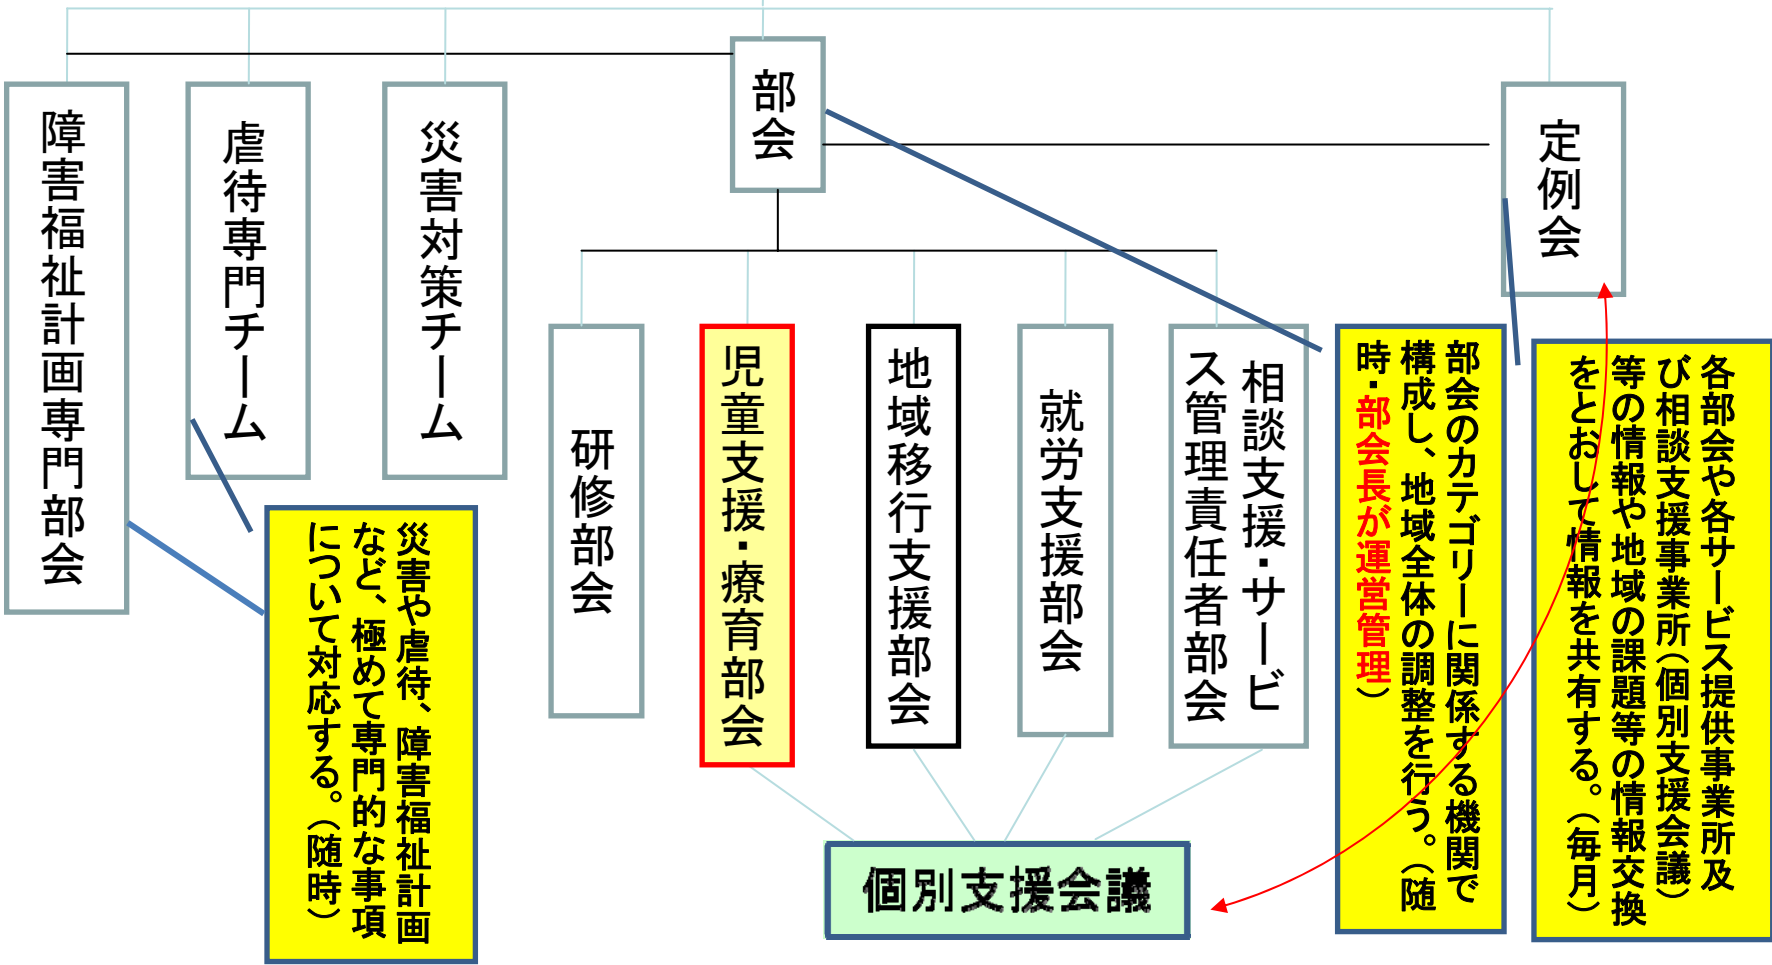 部会
障害福祉計画専門部会
虐待専門チーム
災害対策チーム
定例会
研修部会
児童支援・療育部会
地域移行支援部会
就労支援部会
相談支援・サービ
ス管理責任者部会
災害や虐待、障害福祉計画
など、極めて専門的な事項
について対応する。（随時）
部会のカテゴリーに関係する機関で
構成し、地域全体の調整を行う。（随
時・部会長が運営管理）
各部会や各サービス提供事業所及
び相談支援事業所（個別支援会議）
等の情報や地域の課題等の情報交換
をとおして情報を共有する。（毎月）
個別支援会議